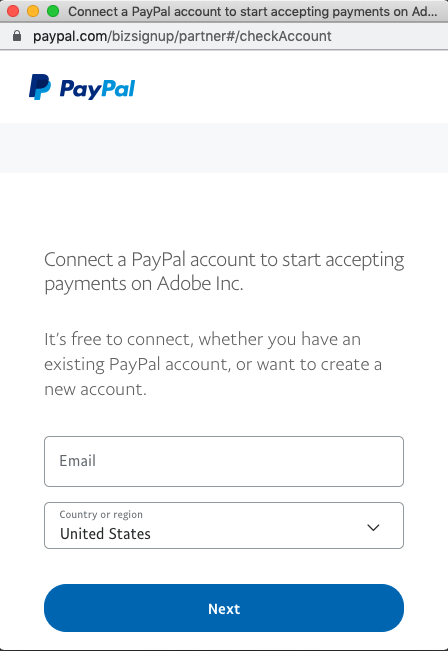 Connect a PayPal account to start accepting payments on Ad...
paypal.com/bizsignup/partner#/checkAccount
PayPal
Connect a PayPal account to start accepting
payments on Adobe Inc.
It’s free to connect, whether you have an
existing PayPal account, or want to create a
new account.
Email
Country or region
United States
Next